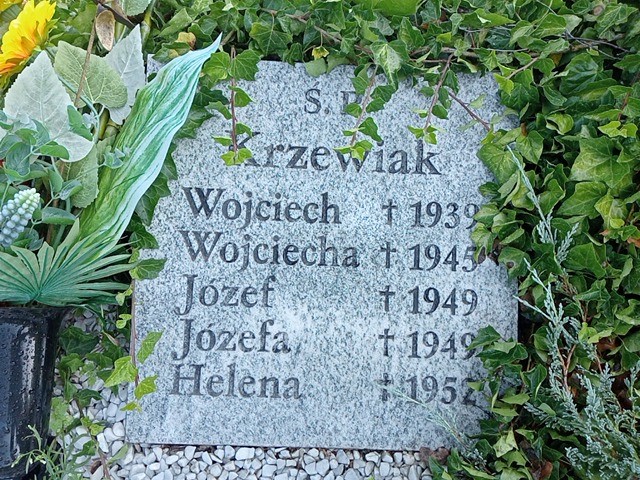 Ś. P.
Krzewiak
Wojciech † 1939
Wojciecha † 1945
Józef † 1949
Józefa † 1949
Helena † 1952